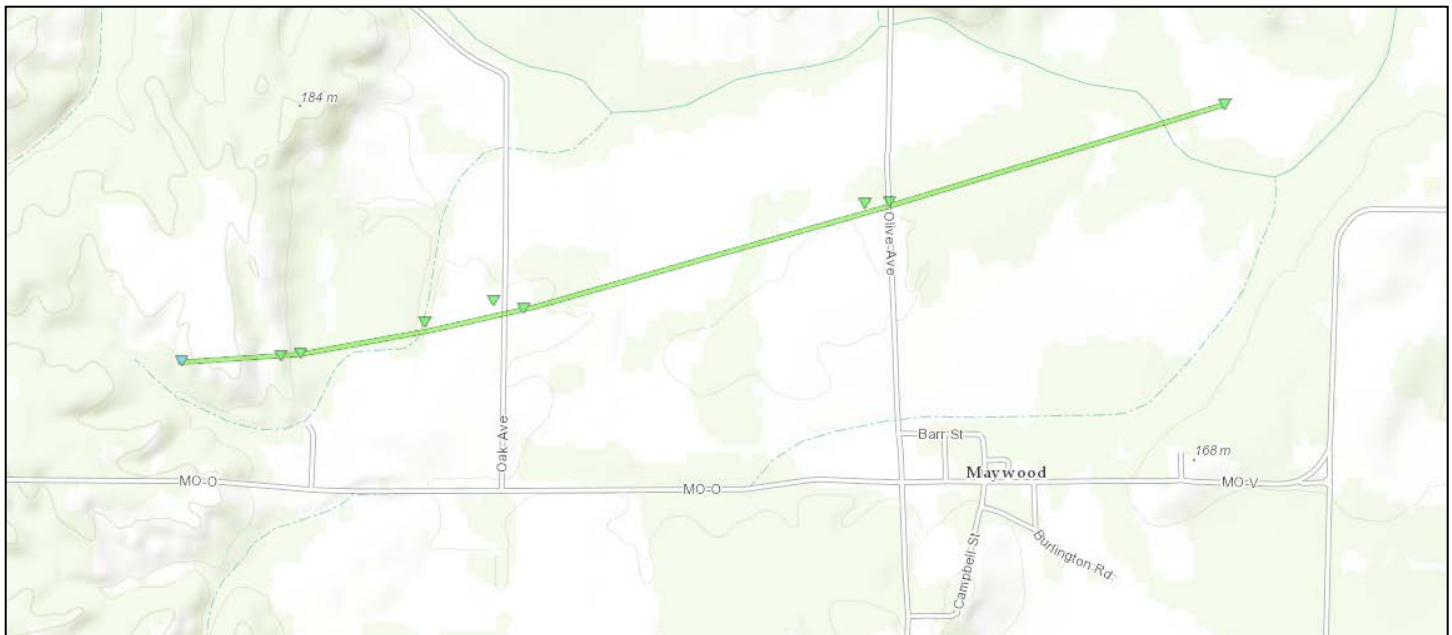 184 m
Olive Ave
Oak Ave
Barr St
Maywood
168 m
MO-O
MO-O
MO-V
Campbell St
Burlington Rd